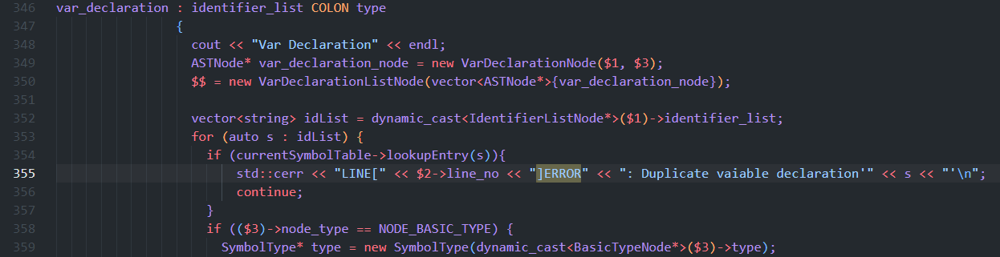 346 var_declaration : identifier_list COLON type
347 {
348 cout << "Var Declaration" << endl;
349 ASTNode* var_declaration_node = new VarDeclarationNode($1, $3);
350 $$ = new VarDeclarationListNode(vector<ASTNode*>{var_declaration_node});
351
352 vector<string> idList = dynamic_cast<IdentifierListNode*>($1)->identifier_list;
353 for (auto s : idList) {
354 if (currentSymbolTable->lookupEntry(s)){
355 std::cerr << "LINE[" << $2->line_no << "]ERROR" << ": Duplicate vaiable declaration'" << s << "'\n";
356 continue;
357 }
358 if (($3)->node_type == NODE_BASIC_TYPE) {
359 SymbolType* type = new SymbolType(dynamic_cast<BasicTypeNode*>($3)->type);